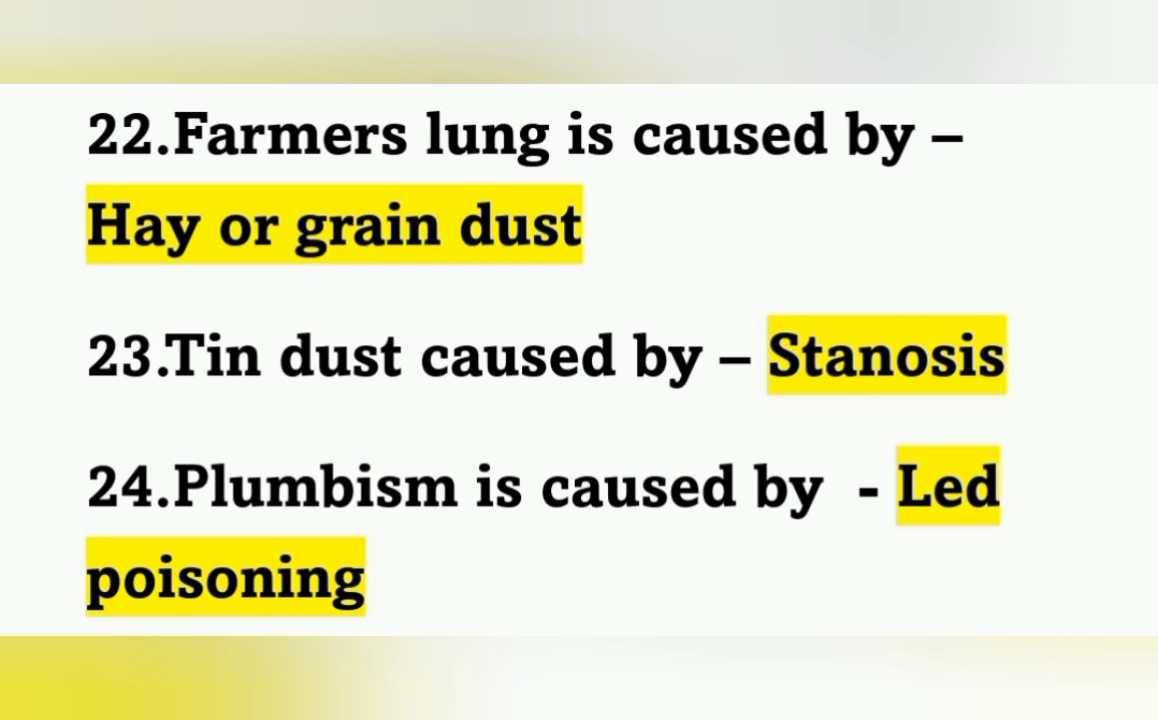 22.Farmers lung is caused by –
Hay or grain dust
23.Tin dust caused by – Stanosis
24.Plumbism is caused by - Led
poisoning